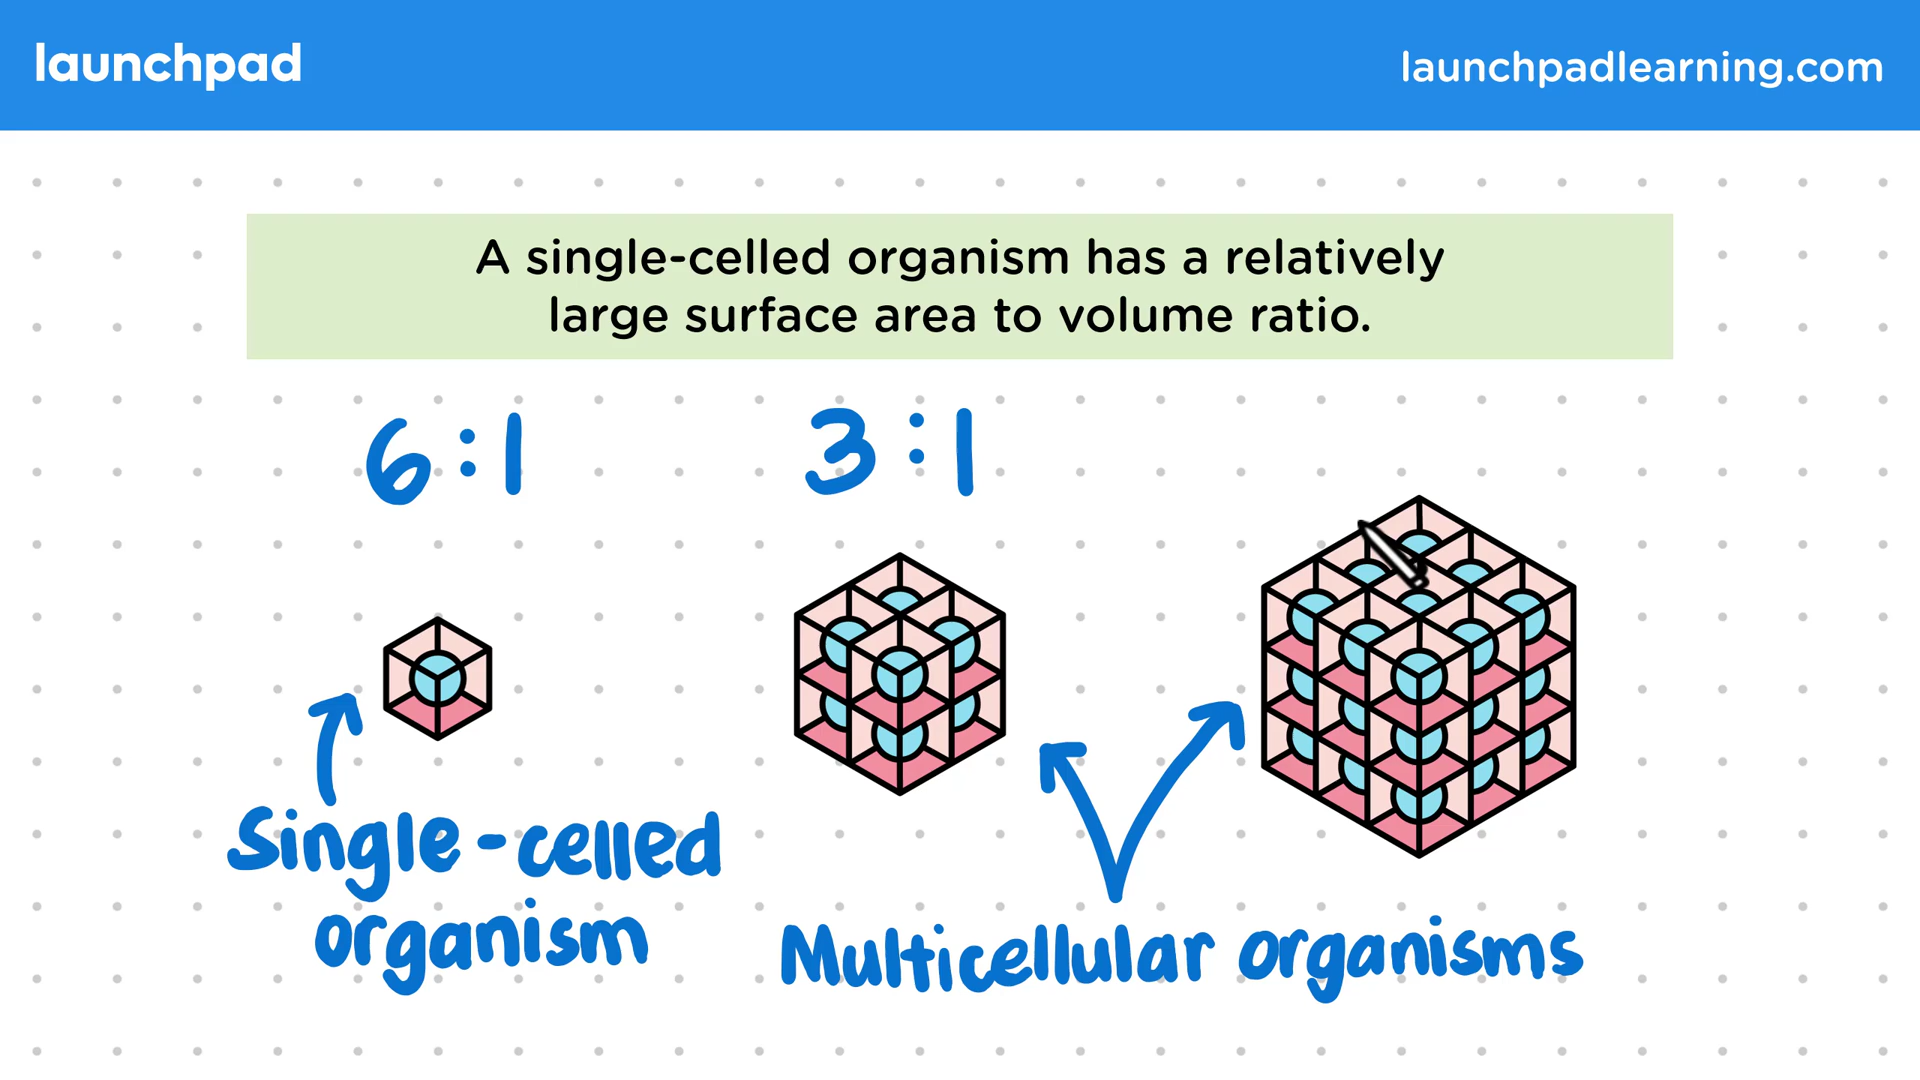 launchpad
launchpadlearning.com
A single-celled organism has a relatively
large surface area to volume ratio.
6:1
3:1
Single-celled
organism
Multicellular organisms